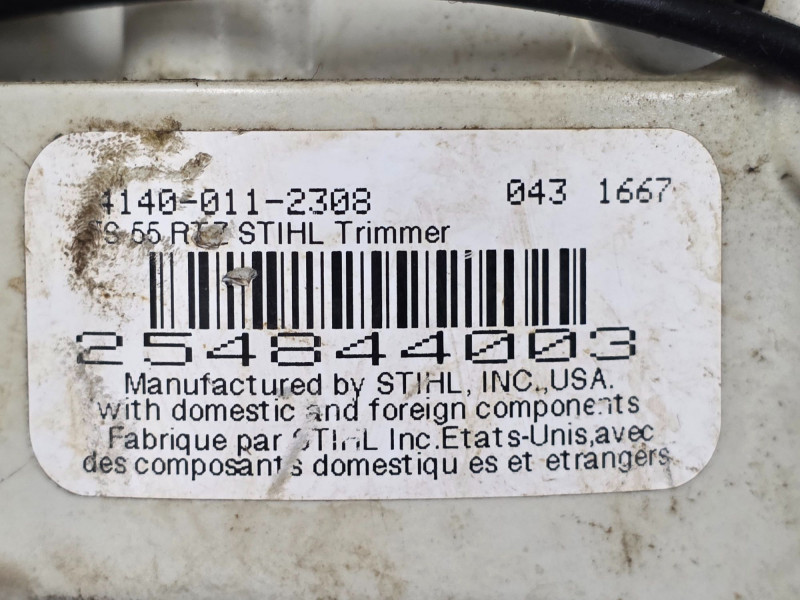 4140-011-2308 043 1667
55 STIHL Trimmer
254844003
Manufactured by STIHL, INC.,USA.
with domestic and foreign components
Fabrique par STIHL Inc.Etats-Unis,avec
des composants domestiques et etrangers